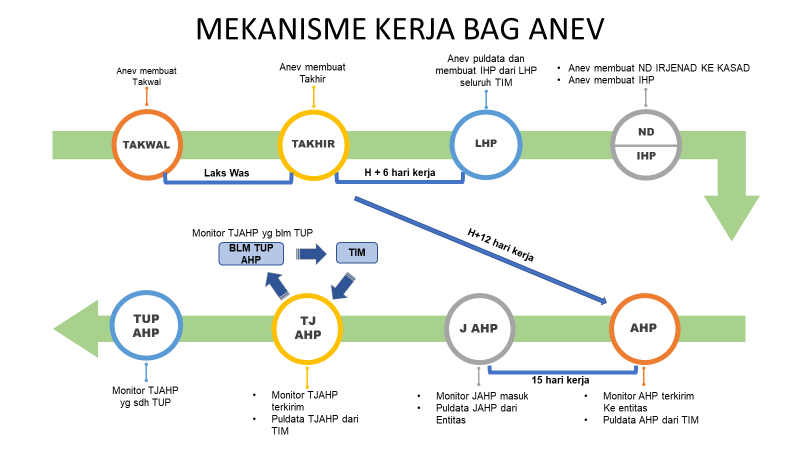 MEKANISME KERJA BAG ANEV
Anev membuat
Takwal
Anev membuat
Takhir
Anev puldata dan
membuat IHP dari LHP
seluruh TIM
• Anev membuat ND IRJENAD KE KASAD
• Anev membuat IHP
TAKWAL
TAKHIR
LHP
ND
IHP
Laks Was
H + 6 hari kerja
H+12 hari kerja
Monitor TJAHP yg blm TUP
BLM TUP
AHP
TIM
TUP
AHP
TJ
AHP
J AHP
AHP
15 hari kerja
Monitor TJAHP
yg sdh TUP
• Monitor TJAHP
terkirim
• Puldata TJAHP dari
TIM
• Monitor JAHP masuk
• Puldata JAHP dari
Entitas
• Monitor AHP terkirim
Ke entitas
• Puldata AHP dari TIM